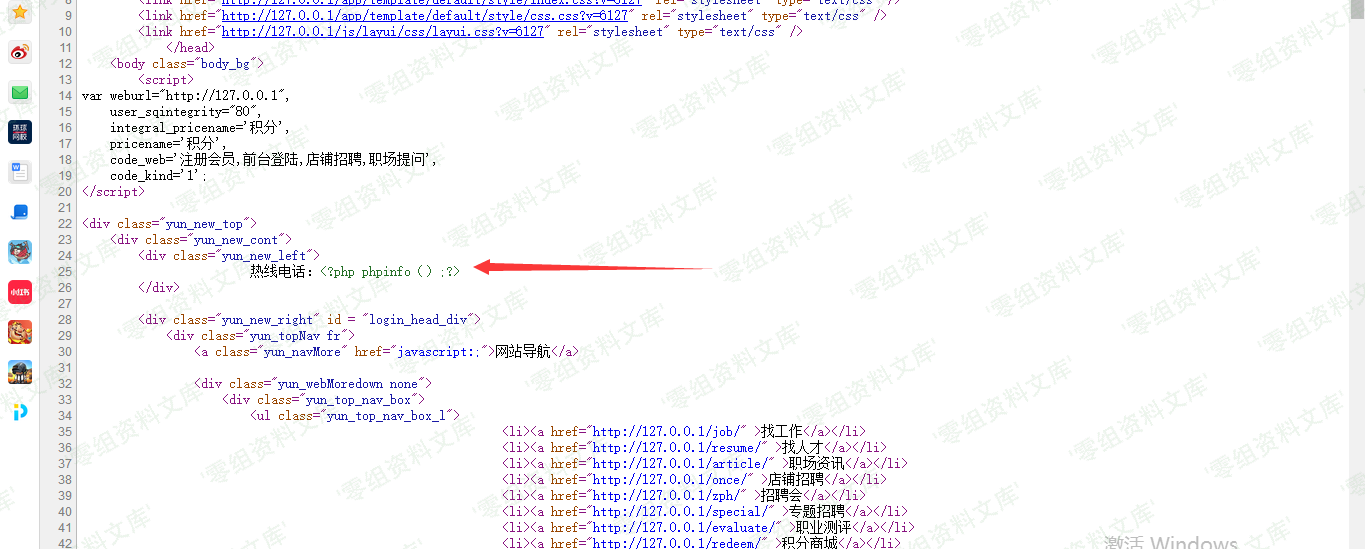 8 <link href="http://127.0.0.1/app/template/default/style/index.css?v=6127" rel="stylesheet" type="text/css" />
9 <link href="http://127.0.0.1/app/template/default/style/css.css?v=6127" rel="stylesheet" type="text/css" />
10 <link href="http://127.0.0.1/js/layui/css/layui.css?v=6127" rel="stylesheet" type="text/css" />
11 </head>
12 <body class="body_bg">
13 <script>
14 var weburl="http://127.0.0.1",
15 user_sqintegrity="80",
16 integral_pricename='积分',
17 pricename='积分',
18 code_web='注册会员,前台登陆,店铺招聘,职场提问',
19 code_kind='1';
20 </script>
21
22 <div class="yun_new_top">
23 <div class="yun_new_cont">
24 <div class="yun_new_left">
25 热线电话：<?php phpinfo（）;?>
26 </div>
27
28 <div class="yun_new_right" id = "login_head_div">
29 <div class="yun_topNav fr">
30 <a class="yun_navMore" href="javascript:;">网站导航</a>
31
32 <div class="yun_webMoredown none">
33 <div class="yun_top_nav_box">
34 <ul class="yun_top_nav_box_l">
35 <li><a href="http://127.0.0.1/job/" >找工作</a></li>
36 <li><a href="http://127.0.0.1/resume/" >找人才</a></li>
37 <li><a href="http://127.0.0.1/article/" >职场资讯</a></li>
38 <li><a href="http://127.0.0.1/once/" >店铺招聘</a></li>
39 <li><a href="http://127.0.0.1/zph/" >招聘会</a></li>
40 <li><a href="http://127.0.0.1/special/" >专题招聘</a></li>
41 <li><a href="http://127.0.0.1/evaluate/" >职业测评</a></li>
42 <li><a href="http://127.0.0.1/redeem/" >积分商城</a></li>
激活 Windows
'零组资料文库'
小红书